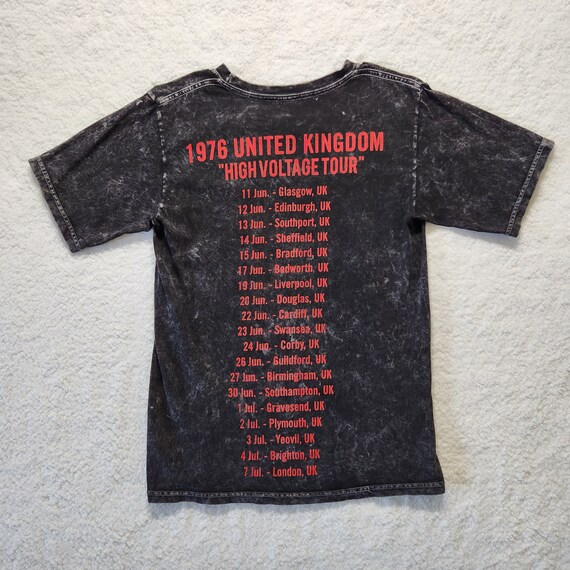 1976 UNITED KINGDOM
"HIGH VOLTAGE TOUR"
11 Jun. - Glasgow, UK
12 Jun. - Edinburgh, UK
13 Jun. - Southport, UK
14 Jun. - Sheffield, UK
15 Jun. - Bradford, UK
17 Jun. - Bedworth, UK
19 Jun. - Liverpool, UK
20 Jun. - Douglas, UK
22 Jun. - Cardiff, UK
23 Jun. - Swansea, UK
24 Jun. - Corby, UK
26 Jun. - Guildford, UK
27 Jun. - Birmingham, UK
30 Jun. - Southampton, UK
1 Jul. - Gravesend, UK
2 Jul. - Plymouth, UK
3 Jul. - Yeovil, UK
4 Jul. - Brighton, UK
7 Jul. - London, UK